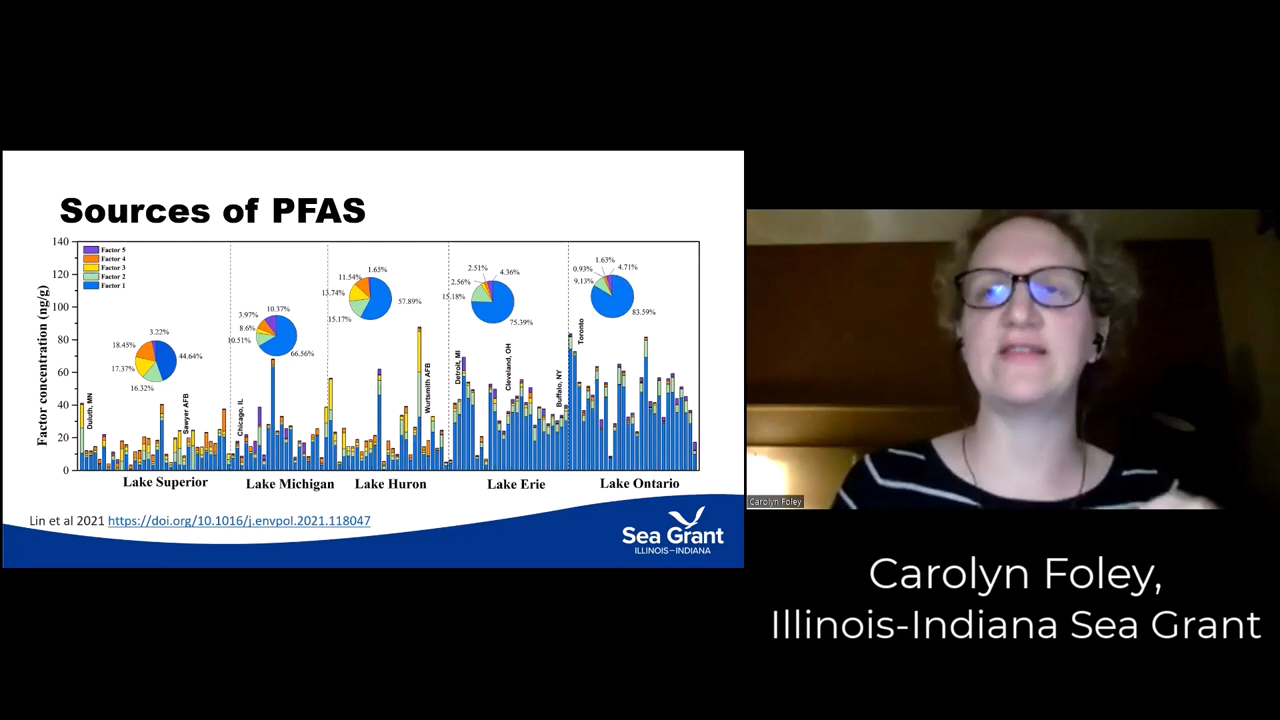 Sources of PFAS
140
120
100
80
60
40
20
0
Factor concentration (ng/g)
Factor 5
Factor 4
Factor 3
Factor 2
Factor 1
3.22%
18.45%
44.64%
17.37%
16.32%
10.37%
3.97%
8.6%
10.51%
66.56%
1.65%
11.54%
13.74%
57.89%
15.17%
2.51%
4.36%
2.56%
15.18%
75.39%
1.63%
0.93%
4.71%
9.13%
83.59%
Duluth, MN
Sawyer AFB
Chicago, IL
Wurtsmith AFB
Detroit, MI
Cleveland, OH
Buffalo, NY
Toronto
Lake Superior
Lake Michigan
Lake Huron
Lake Erie
Lake Ontario
Lin et al 2021 https://doi.org/10.1016/j.envpol.2021.118047
Sea Grant
ILLINOIS–INDIANA
Carolyn Foley
Carolyn Foley,
Illinois-Indiana Sea Grant